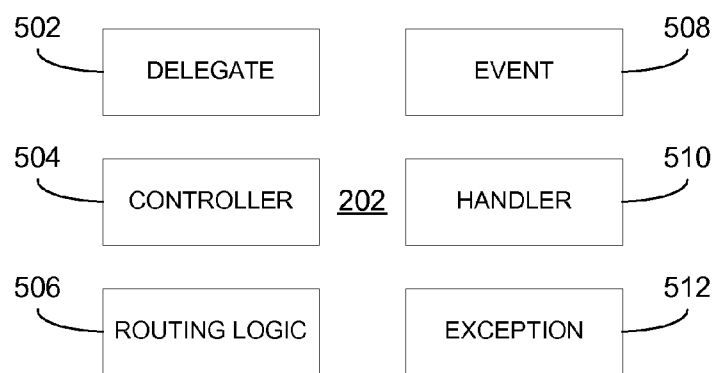 502
DELEGATE
EVENT
508
504
CONTROLLER
202
HANDLER
510
506
ROUTING LOGIC
EXCEPTION
512